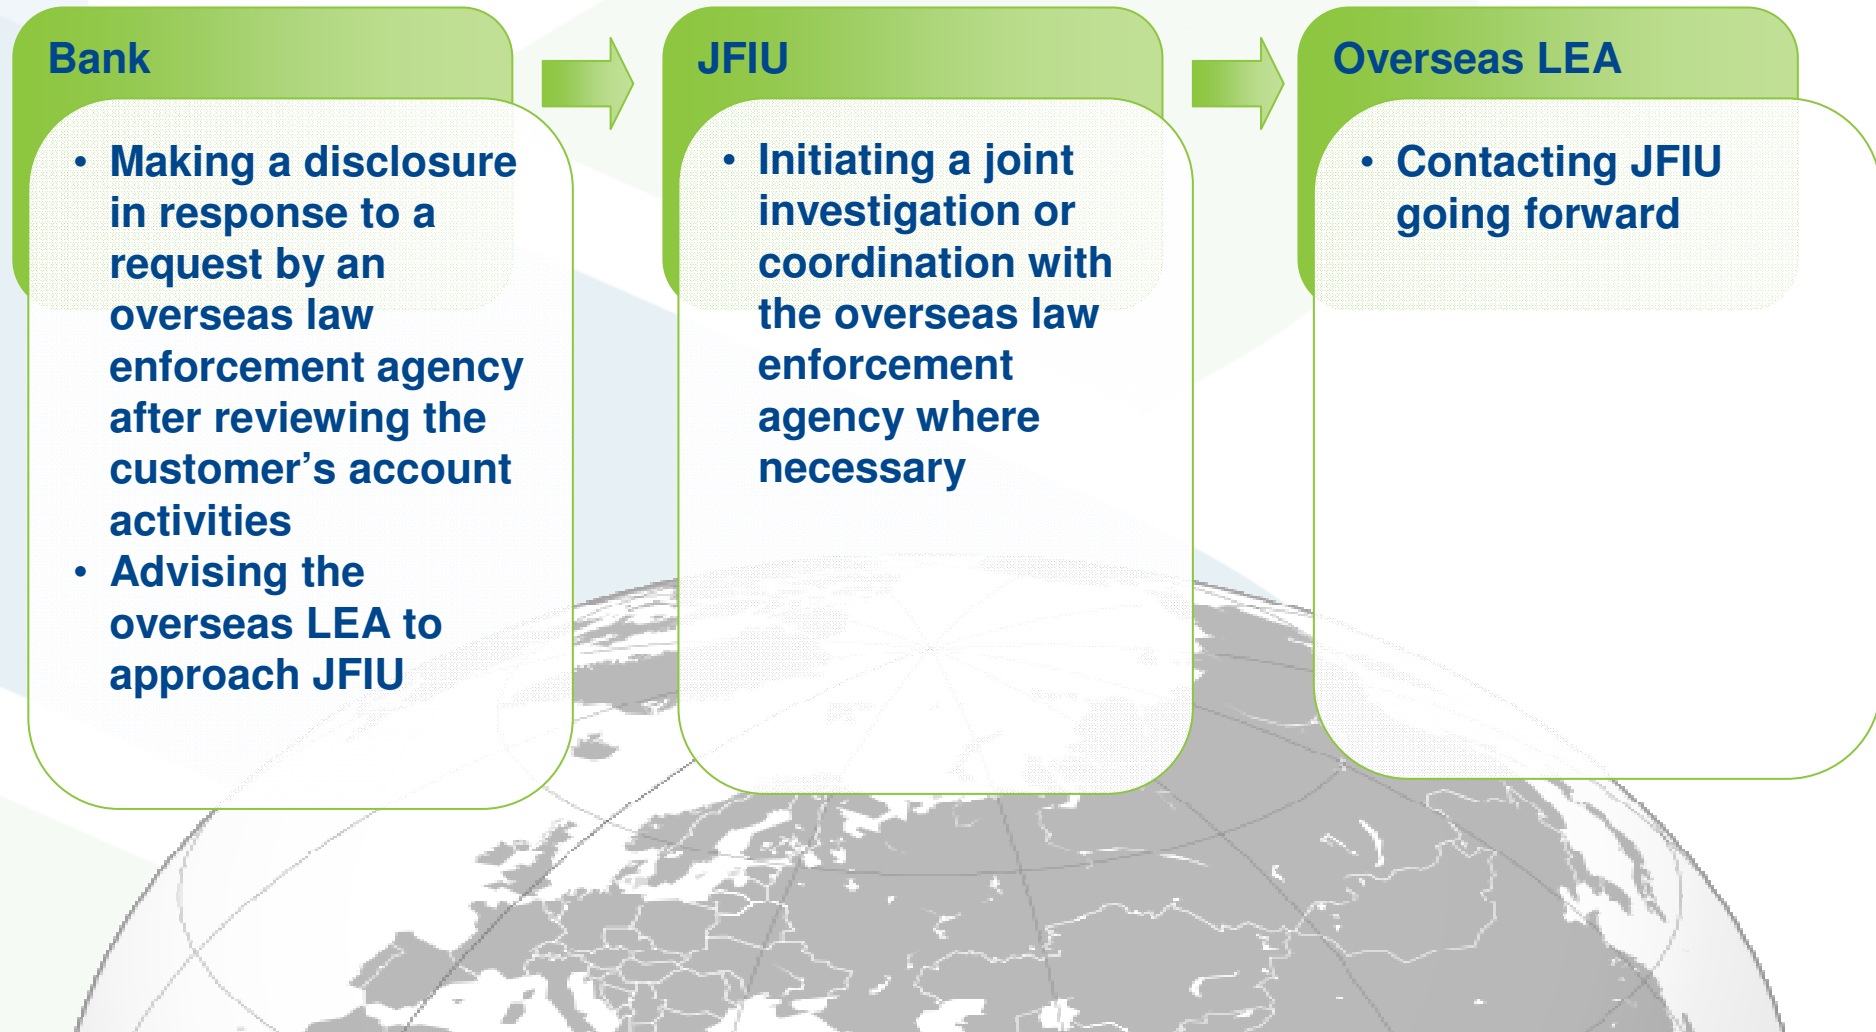 Bank
• Making a disclosure
in response to a
request by an
overseas law
enforcement agency
after reviewing the
customer’s account
activities
• Advising the
overseas LEA to
approach JFIU
JFIU
• Initiating a joint
investigation or
coordination with
the overseas law
enforcement
agency where
necessary
Overseas LEA
• Contacting JFIU
going forward